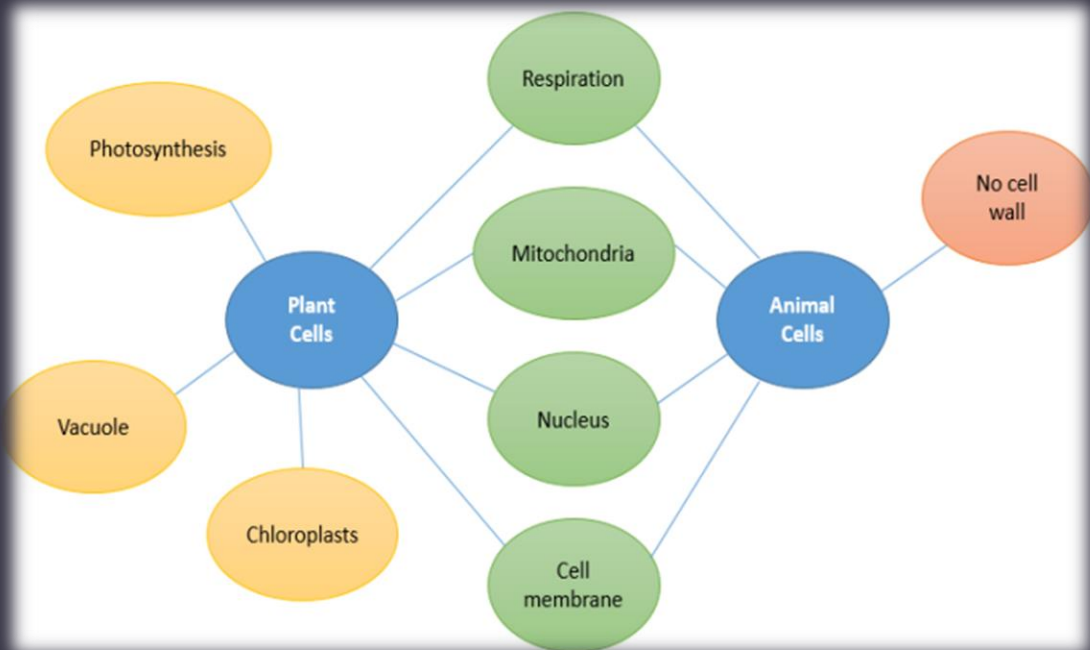 Respiration
Photosynthesis
No cell
wall
Mitochondria
Plant
Cells
Animal
Cells
Nucleus
Vacuole
Chloroplasts
Cell
membrane